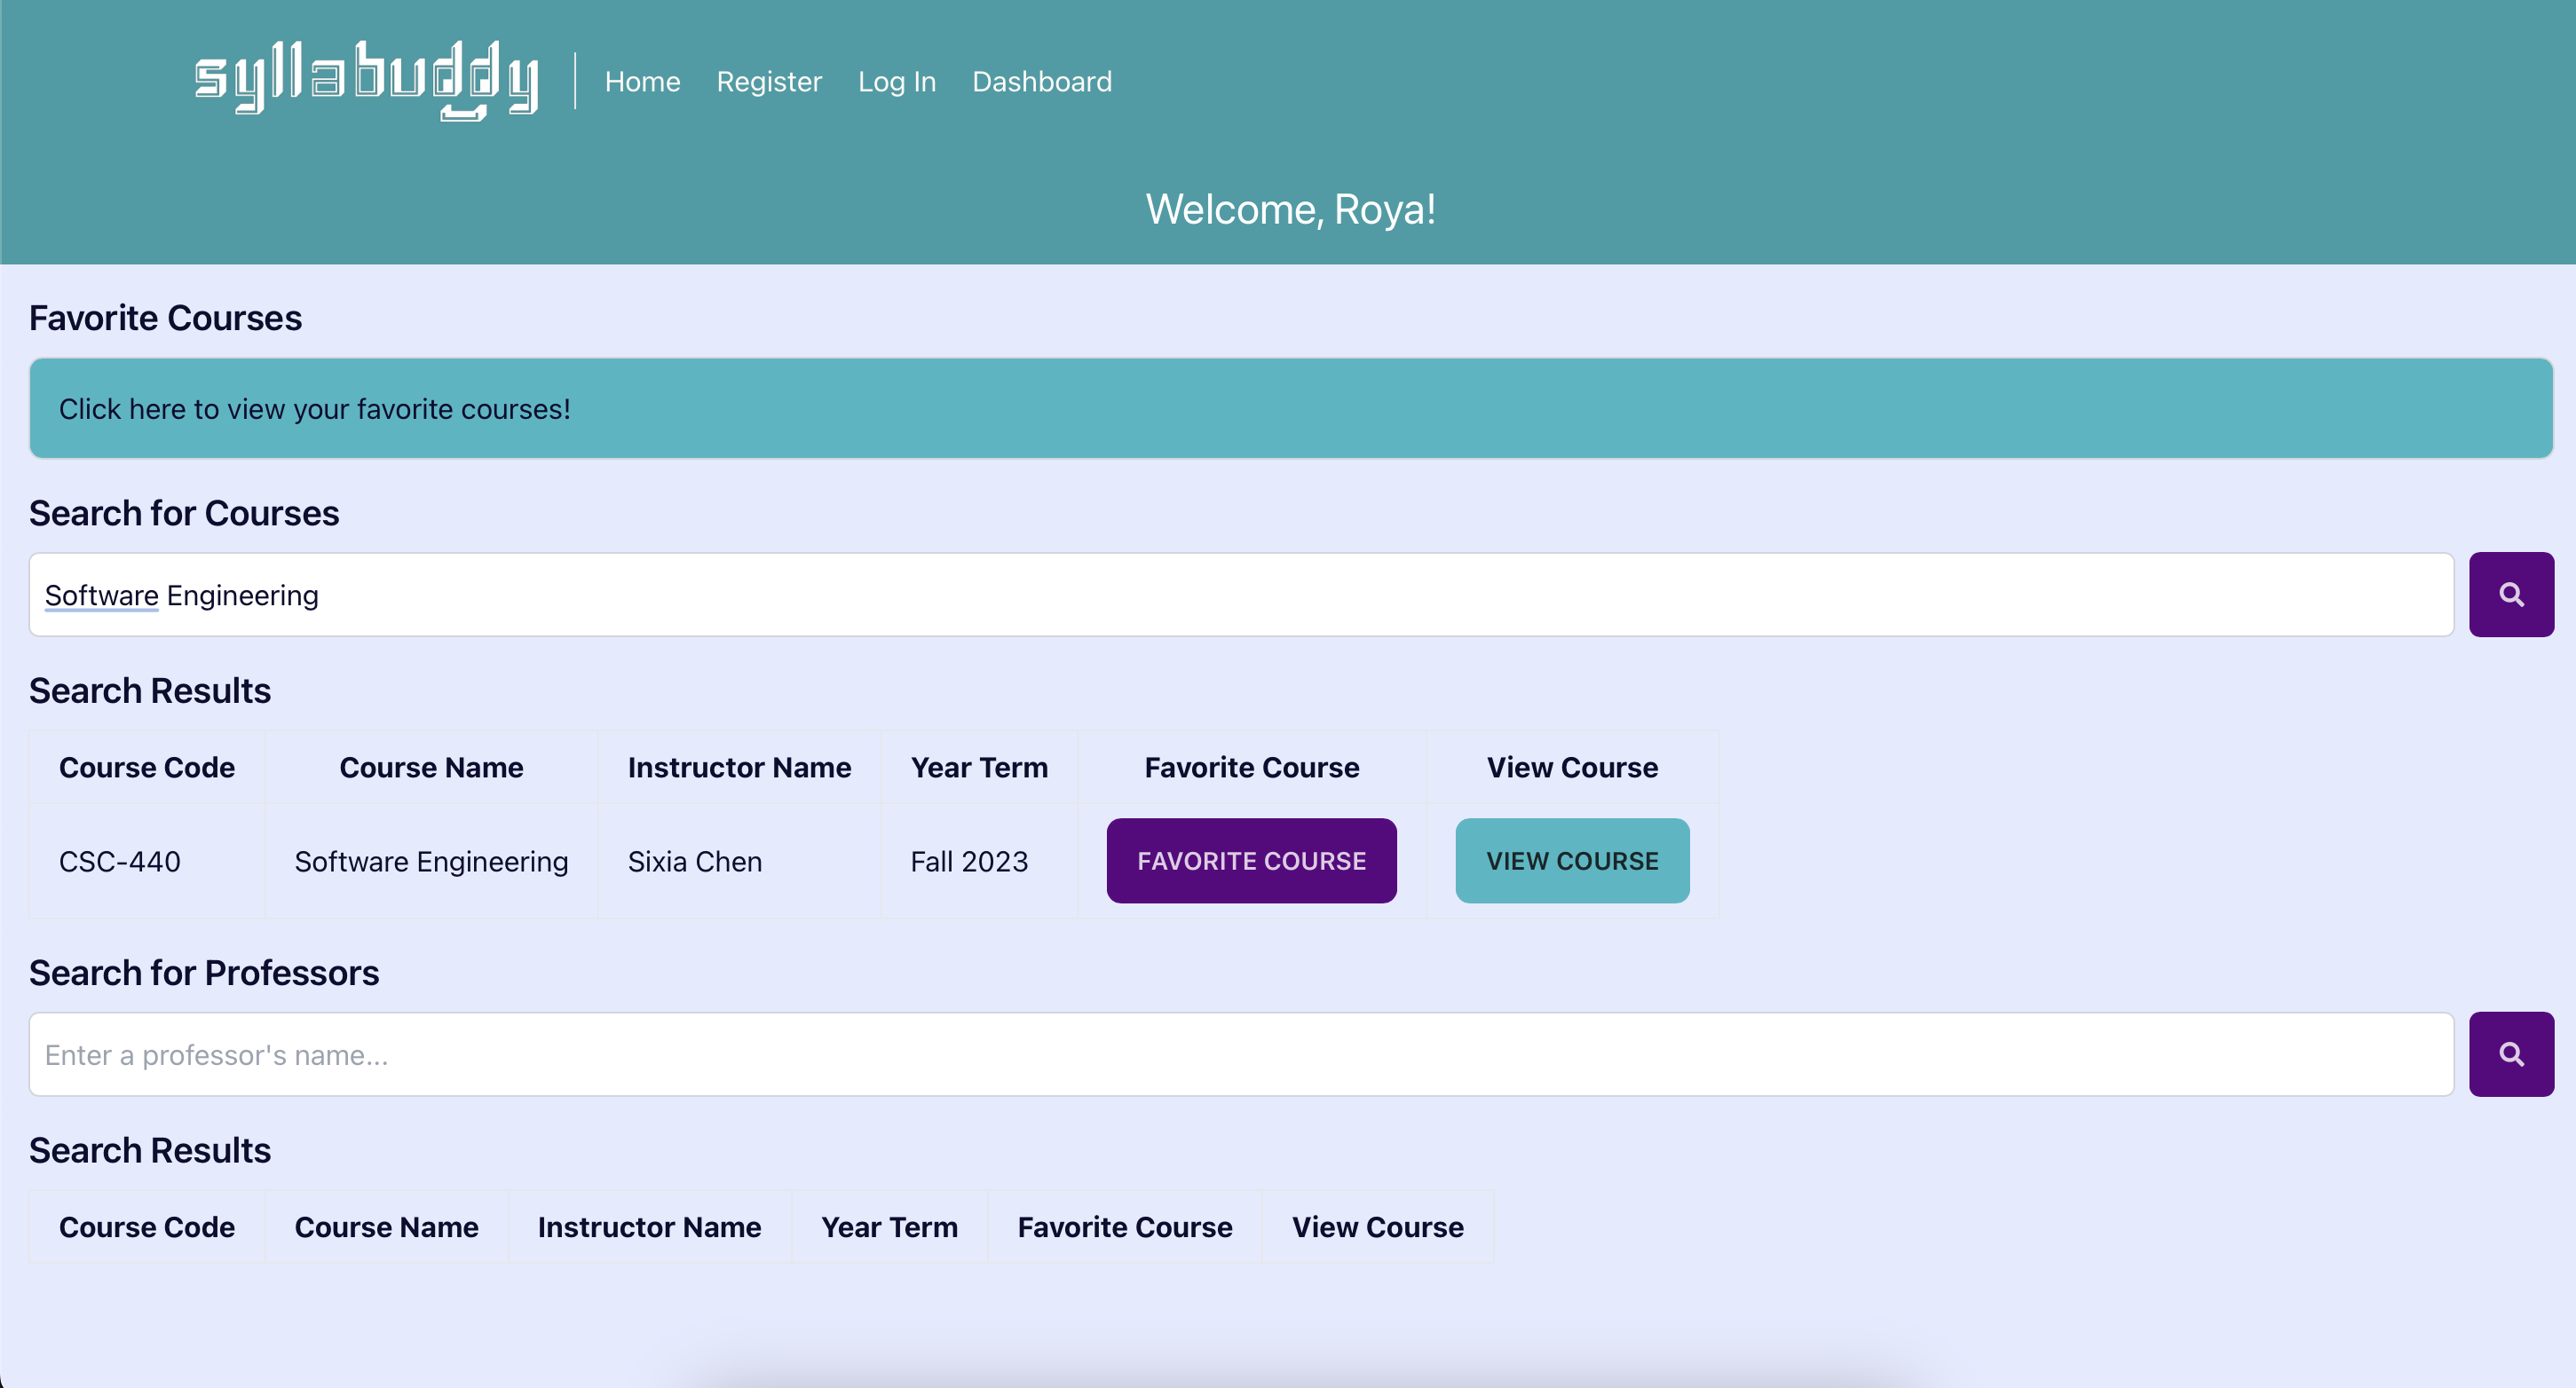 syllabuddy Home Register Log In Dashboard
Welcome, Roya!
Favorite Courses
Click here to view your favorite courses!
Search for Courses
Software Engineering
Search Results
Course Code Course Name Instructor Name Year Term Favorite Course View Course
CSC-440 Software Engineering Sixia Chen Fall 2023 FAVORITE COURSE VIEW COURSE
Search for Professors
Enter a professor's name...
Search Results
Course Code Course Name Instructor Name Year Term Favorite Course View Course